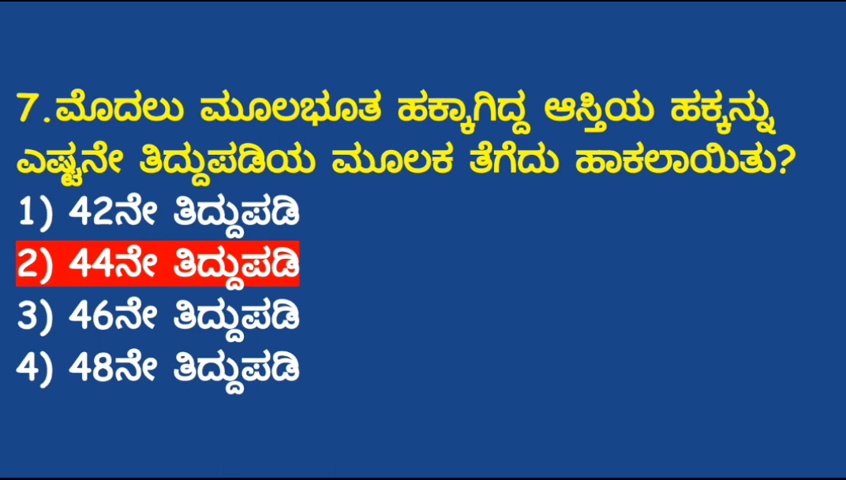 7.ಮೊದಲು ಮೂಲಭೂತ ಹಕ್ಕಾಗಿದ್ದ ಆಸ್ತಿಯ ಹಕ್ಕನ್ನು
ಎಷ್ಟನೇ ತಿದ್ದುಪಡಿಯ ಮೂಲಕ ತೆಗೆದು ಹಾಕಲಾಯಿತು?
1) 42ನೇ ತಿದ್ದುಪಡಿ
2) 44ನೇ ತಿದ್ದುಪಡಿ
3) 46ನೇ ತಿದ್ದುಪಡಿ
4) 48ನೇ ತಿದ್ದುಪಡಿ